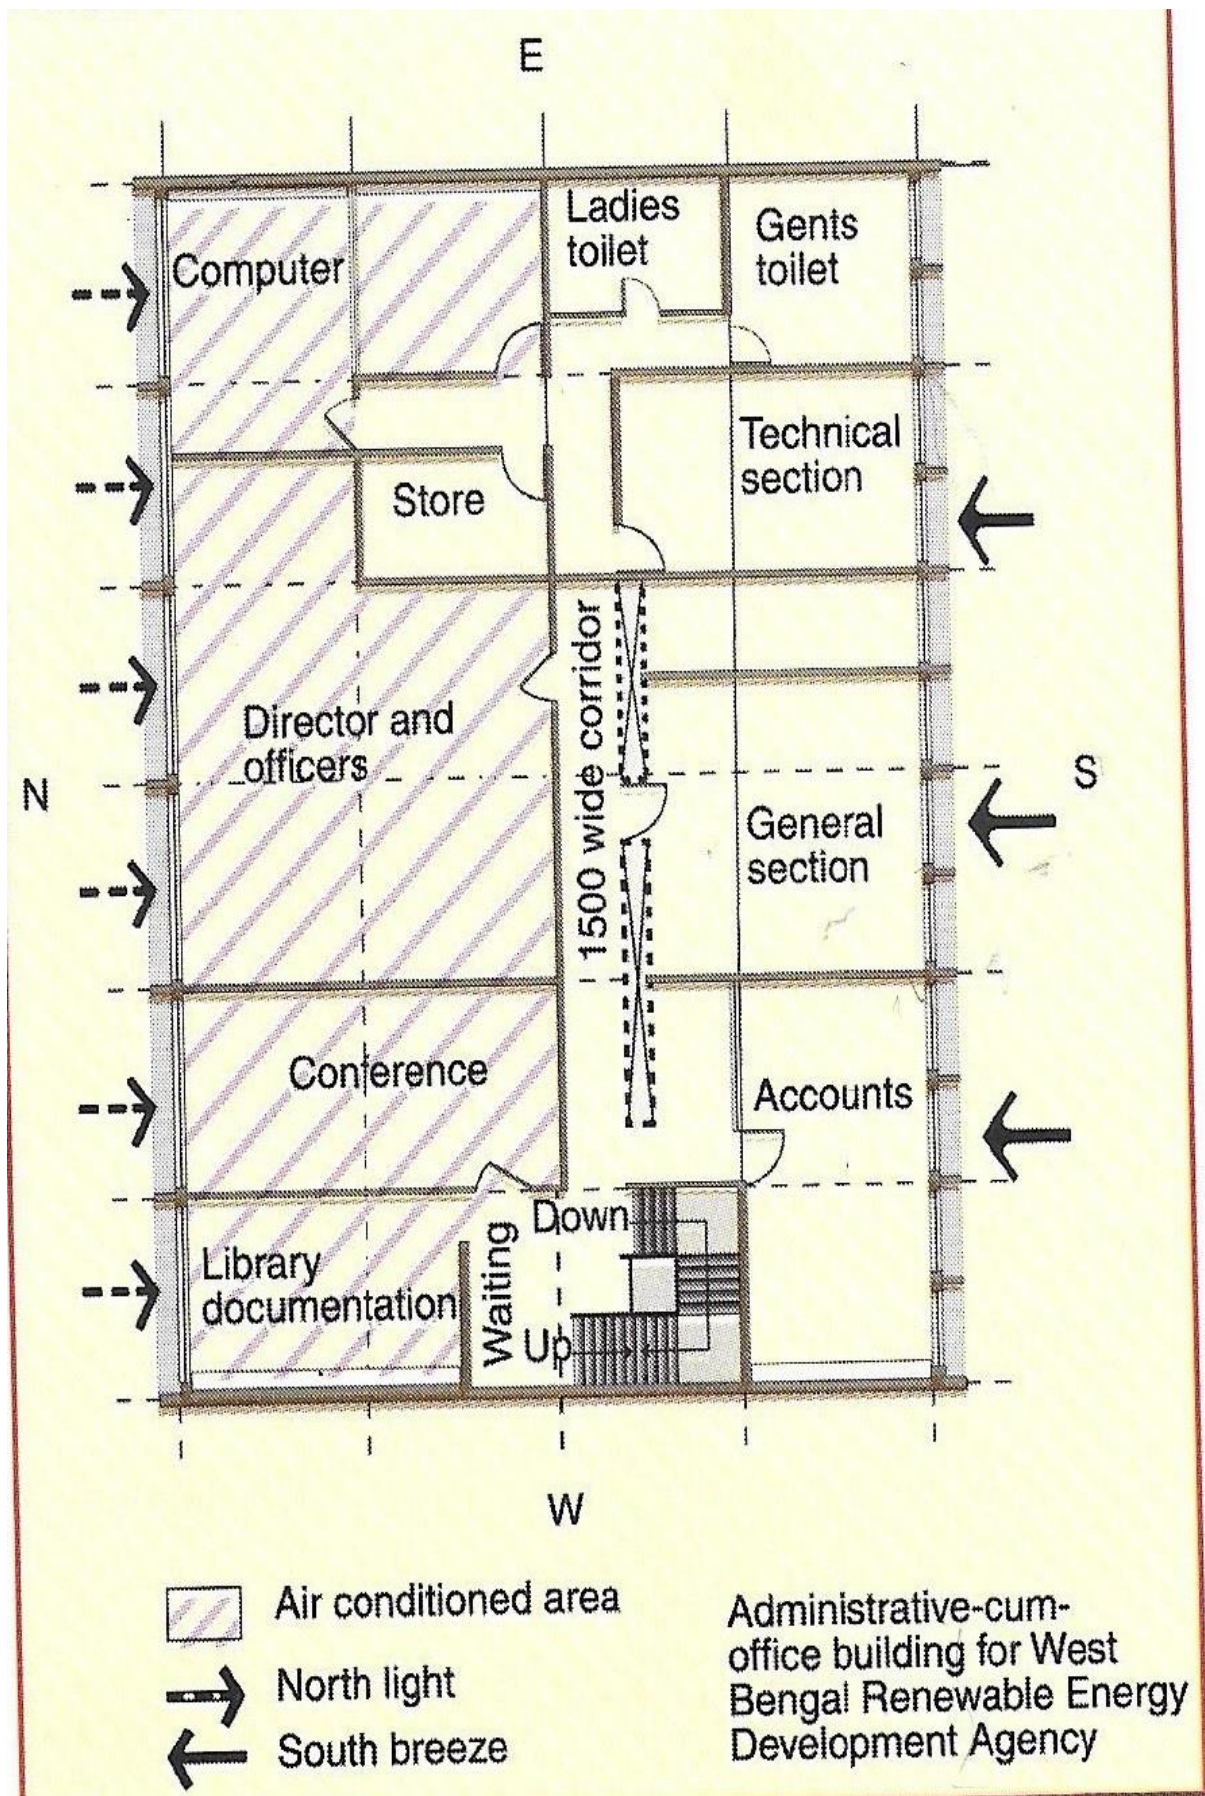 E
Ladies
toilet
Gents
toilet
Computer
Technical
section
Store
1500 wide corridor
Director and
officers
N
S
General
section
Conference
Accounts
Down
Waiting
Library
documentation
Up
W
Air conditioned area
North light
South breeze
Administrative-cum-
office building for West
Bengal Renewable Energy
Development Agency